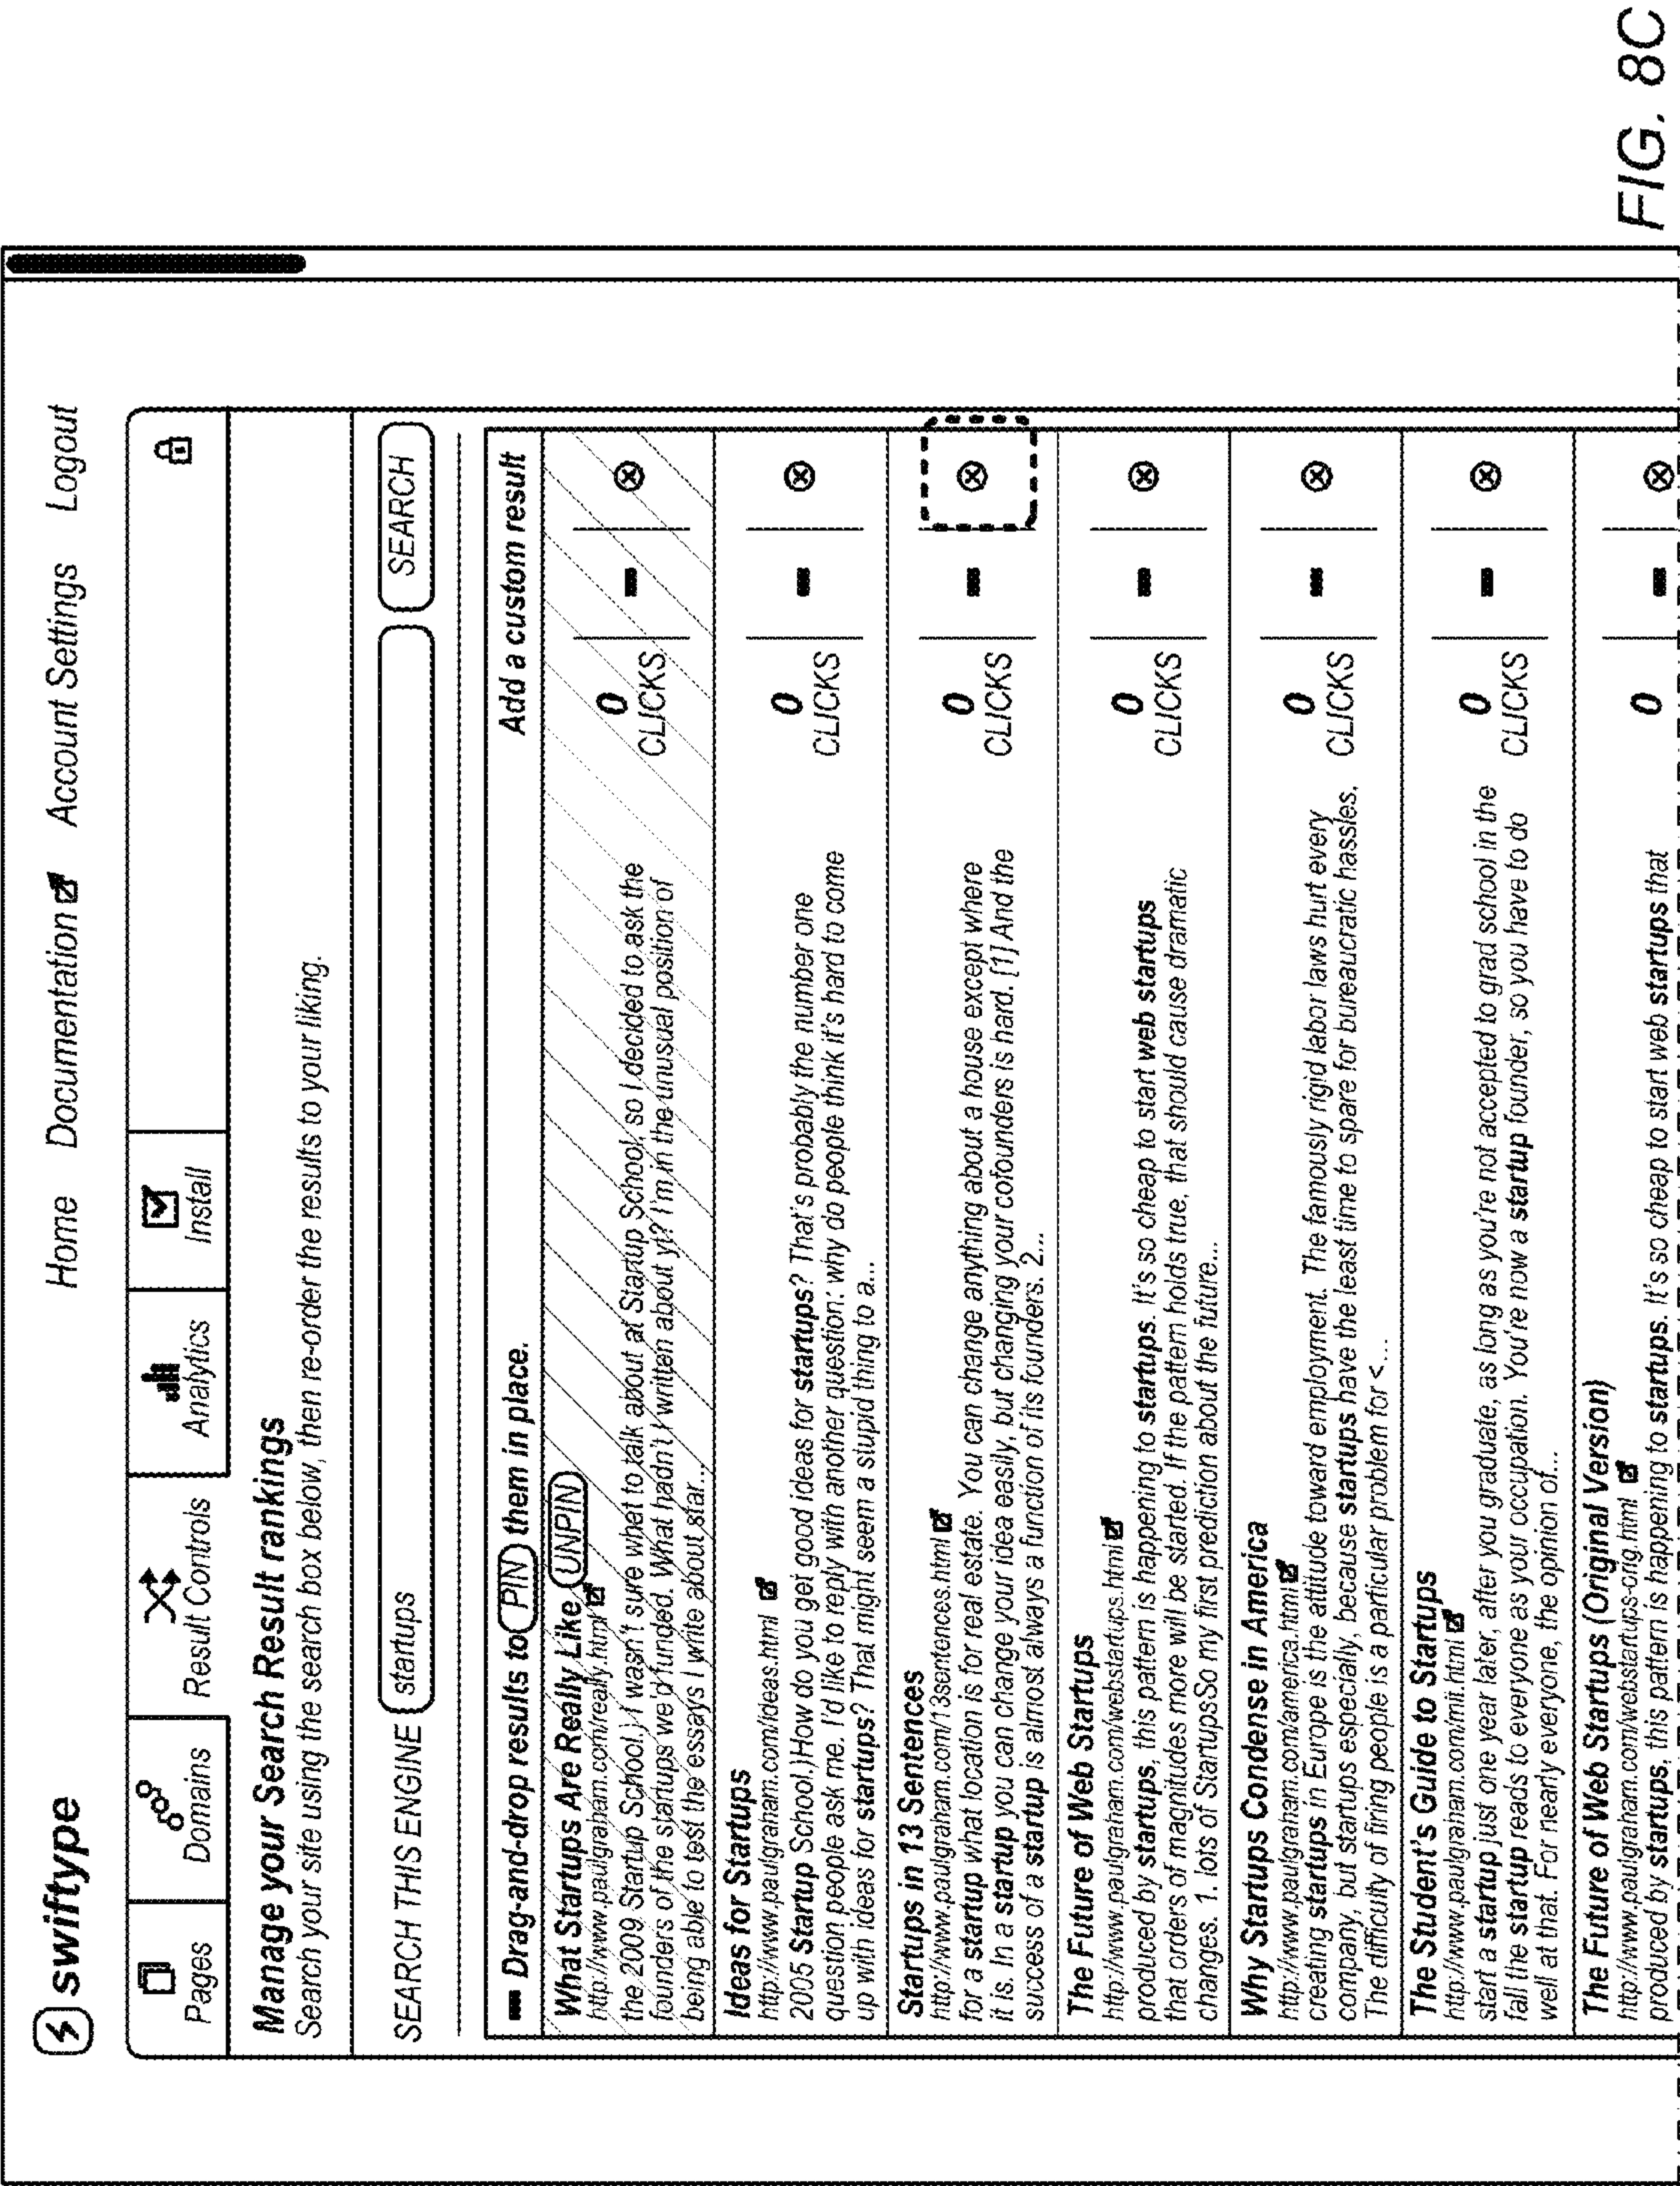 swiftype
Home Documentation Account Settings Logout
Pages Domains Result Controls Analytics Install
Manage your Search Result rankings
Search your site using the search box below, then re-order the results to your liking.
SEARCH THIS ENGINE startups SEARCH
Drag-and-drop results to PIN them in place. Add a custom result
What Startups Are Really Like UNPIN
http://www.paulgraham.com/really.html
the 2009 Startup School.) I wasn't sure what to talk about at Startup School, so I decided to ask the
founders of the startups we'd funded. What hadn't I written about yt? I'm in the unusual position of
being able to test the essays I write about star...
0
CLICKS
Ideas for Startups
http://www.paulgraham.com/ideas.html
2005 Startup School.)How do you get good ideas for startups? That's probably the number one
question people ask me. I'd like to reply with another question: why do people think it's hard to come
up with ideas for startups? That might seem a stupid thing to a...
0
CLICKS
Startups in 13 Sentences
http://www.paulgraham.com/13sentences.html
for a startup what location is for real estate. You can change anything about a house except where
it is. In a startup you can change your idea easily, but changing your cofounders is hard. [1] And the
success of a startup is almost always a function of its founders. 2...
0
CLICKS
The Future of Web Startups
http://www.paulgraham.com/webstartups.html
produced by startups, this pattern is happening to startups. It's so cheap to start web startups
that orders of magnitudes more will be started. If the pattern holds true, that should cause dramatic
changes. 1. lots of StartupsSo my first prediction about the future...
0
CLICKS
Why Startups Condense in America
http://www.paulgraham.com/america.html
creating startups in Europe is the attitude toward employment. The famously rigid labor laws hurt every
company, but startups especially, because startups have the least time to spare for bureaucratic hassles,
The difficulty of firing people is a particular problem for <...
0
CLICKS
The Student's Guide to Startups
http://www.paulgraham.com/mit.html
start a startup just one year later, after you graduate, as long as you're not accepted to grad school in the
fall the startup reads to everyone as your occupation. You're now a startup founder, so you have to do
well at that. For nearly everyone, the opinion of...
0
CLICKS
The Future of Web Startups (Original Version)
http://www.paulgraham.com/webstartups-orig.html
produced by startups, this pattern is happening to startups. It's so cheap to start web startups that
0
FIG. 8C